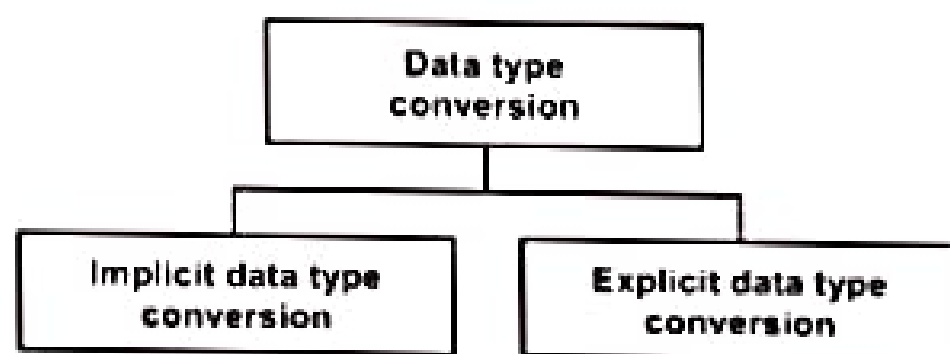 Data type
conversion
Implicit data type
conversion
Explicit data type
conversion